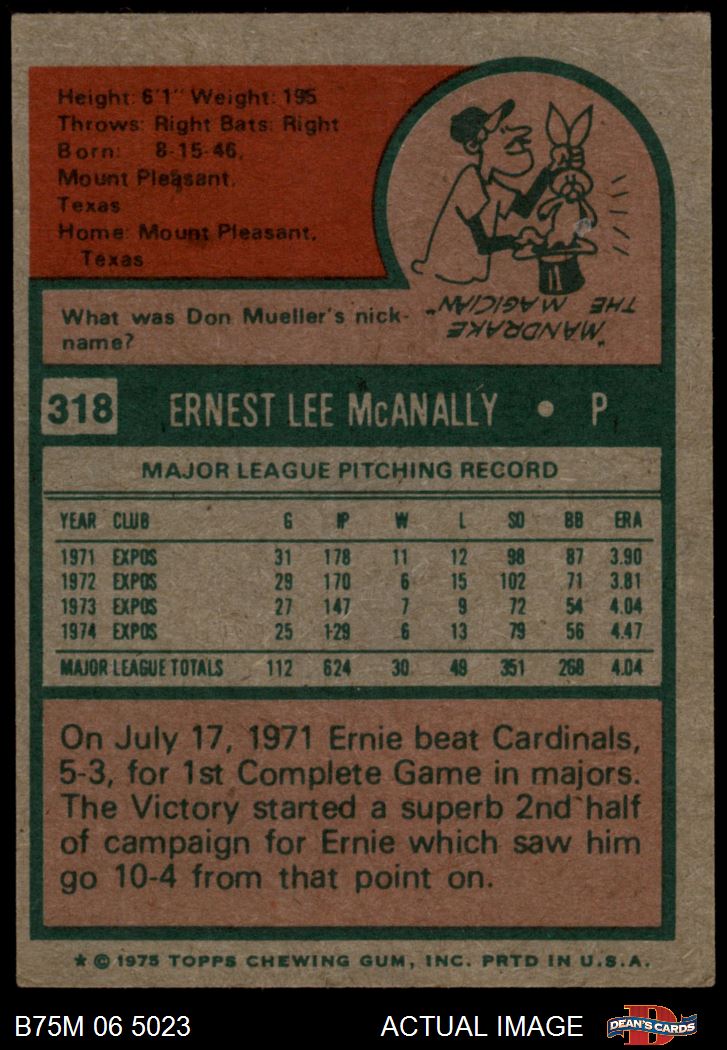 Height: 6'1" Weight: 195
Throws: Right Bats: Right
Born: 8-15-46,
Mount Pleasant,
Texas
Home: Mount Pleasant,
Texas
What was Don Mueller's nick-
name?
"MANDRAKE
THE MAGICIAN"
318 ERNEST LEE McANALLY • P
MAJOR LEAGUE PITCHING RECORD
YEAR CLUB G IP W L SO BB ERA
1971 EXPOS 31 178 11 12 98 87 3.90
1972 EXPOS 29 170 6 15 102 71 3.81
1973 EXPOS 27 147 7 9 72 54 4.04
1974 EXPOS 25 129 6 13 79 56 4.47
MAJOR LEAGUE TOTALS 112 624 30 49 351 268 4.04
On July 17, 1971 Ernie beat Cardinals,
5-3, for 1st Complete Game in majors.
The Victory started a superb 2nd half
of campaign for Ernie which saw him
go 10-4 from that point on.
* © 1975 TOPPS CHEWING GUM, INC. PRTD IN U.S.A.
B75M 06 5023 ACTUAL IMAGE D DEAN'S CARDS